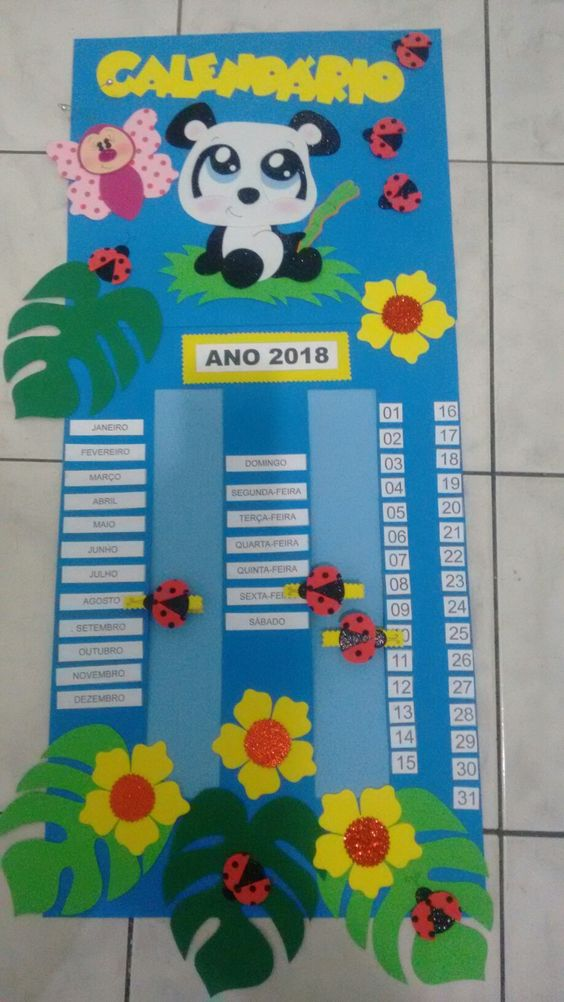 CALENDÁRIO
ANO 2018
JANEIRO
FEVEREIRO
MARÇO
ABRIL
MAIO
JUNHO
JULHO
AGOSTO
. SETEMBRO
OUTUBRO
NOVEMBRO
DEZEMBRO
DOMINGO
SEGUNDA-FEIRA
TERÇA-FEIRA
QUARTA-FEIRA
QUINTA-FEIRA
SÁBADO
01
02
03
04
05
06
07
08
09
11
12
13
14
15
16
17
18
19
20
21
22
23
24
25
26
27
28
29
30
31